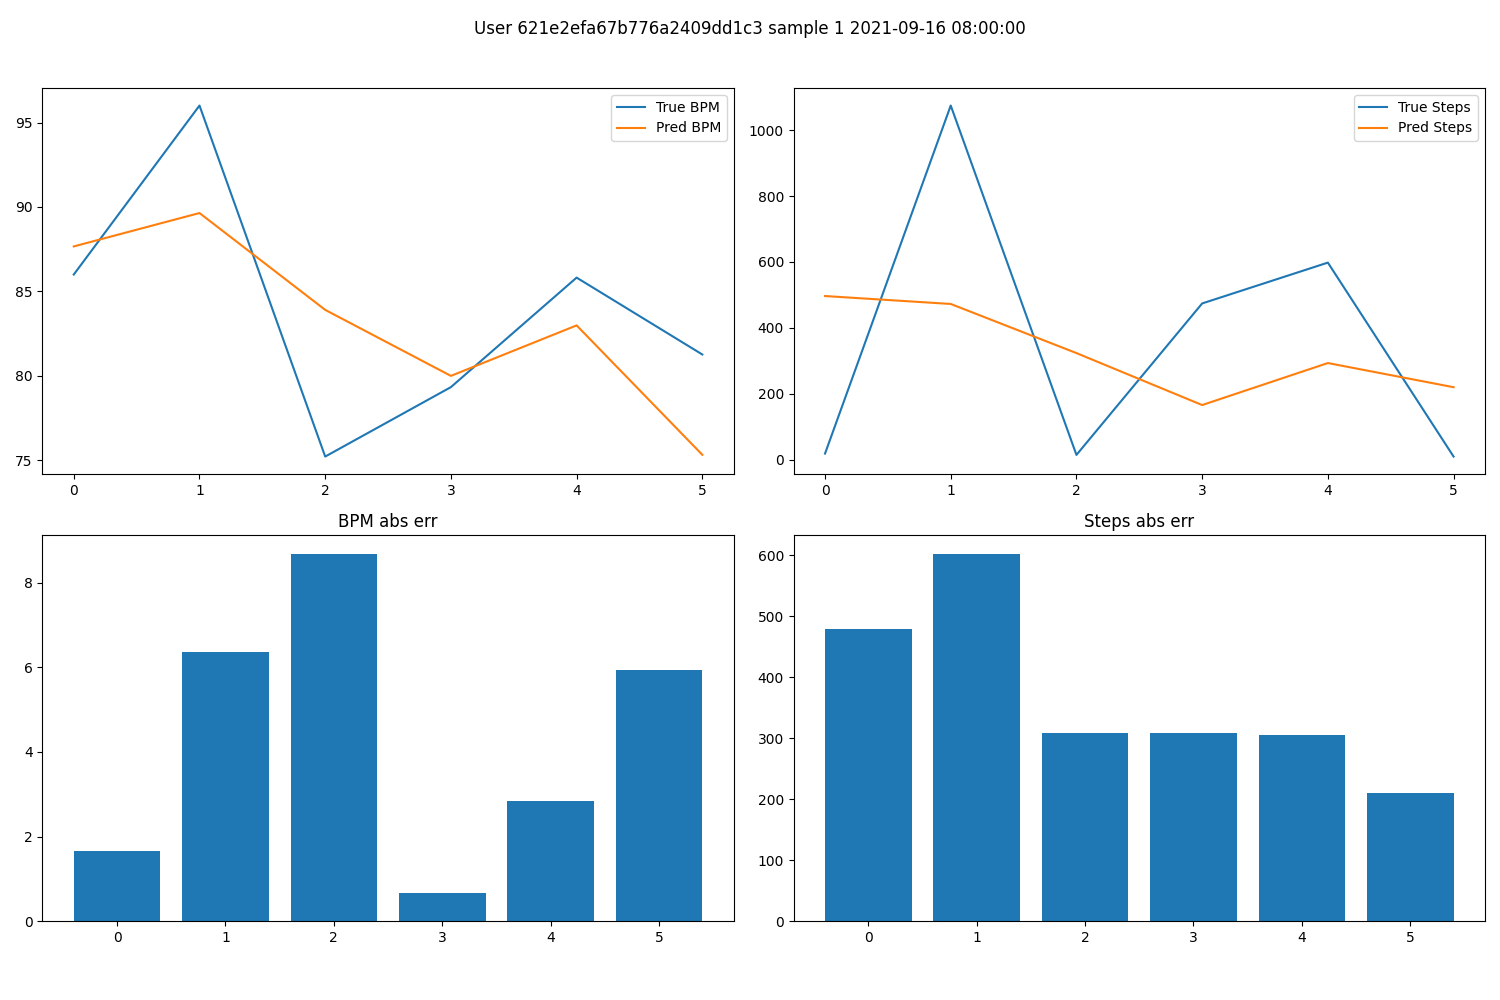 User 621e2efa67b776a2409dd1c3 sample 1 2021-09-16 08:00:00
True BPM
Pred BPM
95
90
85
80
75
0 1 2 3 4 5
True Steps
Pred Steps
1000
800
600
400
200
0
0 1 2 3 4 5
BPM abs err
8
6
4
2
0
0 1 2 3 4 5
Steps abs err
600
500
400
300
200
100
0
0 1 2 3 4 5